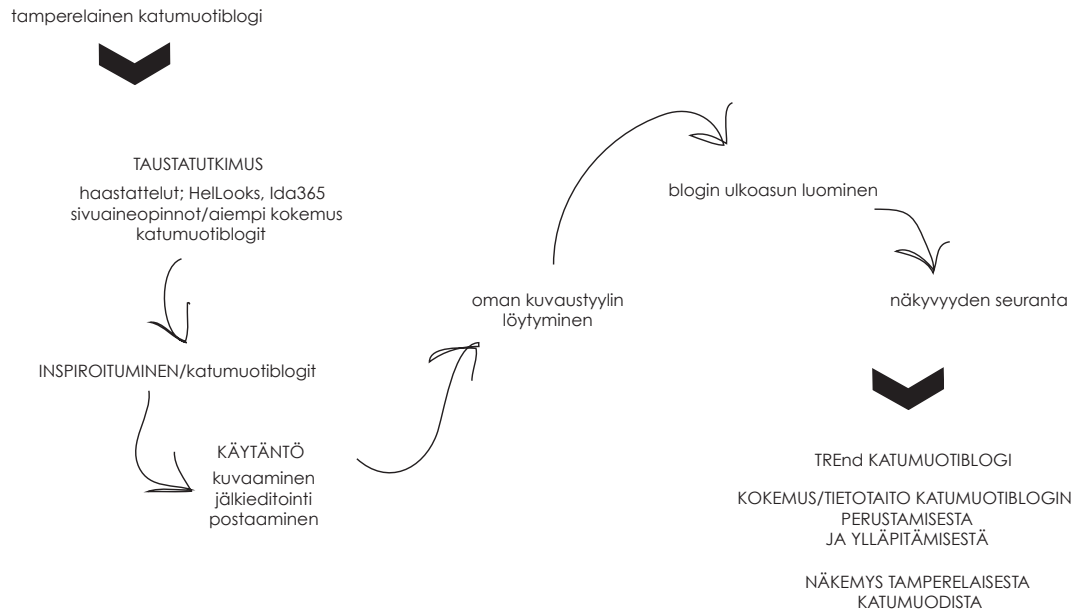 tamperelainen katumuotiblogi
TAUSTATUTKIMUS
haastattelut; HelLooks, Ida365
sivuaineopinnot/aiempi kokemus
katumuotiblogit
INSPIROITUMINEN/katumuotiblogit
KÄYTÄNTÖ
kuvaaminen
jälkieditointi
postaaminen
oman kuvaustyylin
löytyminen
blogin ulkoasun luominen
näkyvyyden seuranta
TREnd KATUMUOTIBLOGI
KOKEMUS/TIETOTAITO KATUMUOTIBLOGIN
PERUSTAMISESTA
JA YLLÄPITÄMISESTÄ
NÄKEMYS TAMPERELAISESTA
KATUMUODISTA